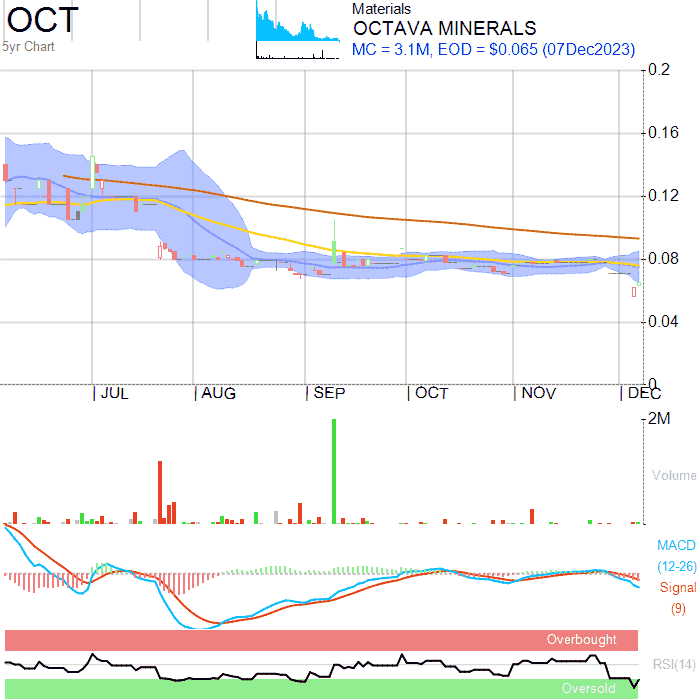 OCT
5yr Chart
Materials
OCTAVA MINERALS
MC = 3.1M, EOD = $0.065 (07Dec2023)
0.2
0.16
0.12
0.08
0.04
0
JUL AUG SEP OCT NOV DEC
2M
Volume
MACD
(12-26)
Signal
(9)
Overbought
RSI(14)
Oversold